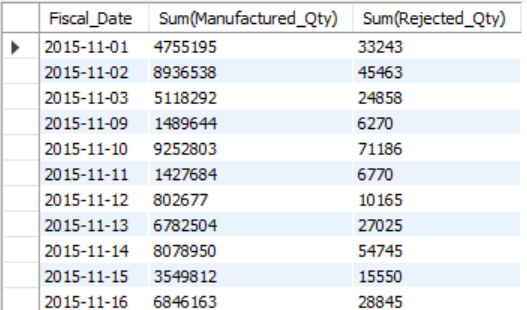 Fiscal_Date Sum(Manufactured_Qty) Sum(Rejected_Qty)
2015-11-01 4755195 33243
2015-11-02 8936538 45463
2015-11-03 5118292 24858
2015-11-09 1489644 6270
2015-11-10 9252803 71186
2015-11-11 1427684 6770
2015-11-12 802677 10165
2015-11-13 6782504 27025
2015-11-14 8078950 54745
2015-11-15 3549812 15550
2015-11-16 6846163 28845